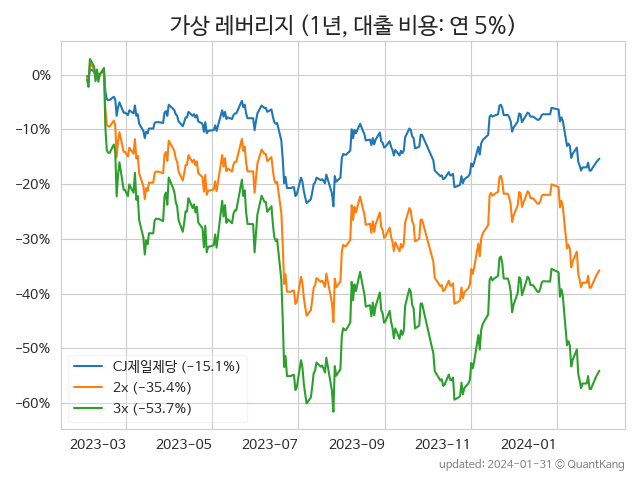 가상 레버리지 (1년, 대출 비용: 연 5%)
0%
−10%
−20%
−30%
−40%
−50%
−60%
CJ제일제당 (−15.1%)
2x (−35.4%)
3x (−53.7%)
2023-03 2023-05 2023-07 2023-09 2023-11 2024-01
updated: 2024-01-31 © QuantKang